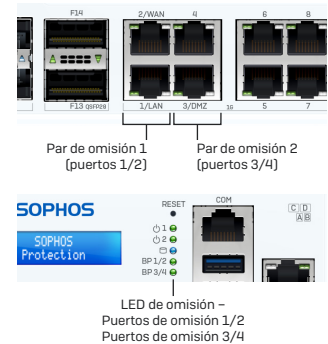 F14
2/WAN 4 6 8
F13 QSFP28
1/LAN 3/DMZ 1G 5 7
Par de omisión 1
(puertos 1/2)
Par de omisión 2
(puertos 3/4)
SOPHOS
SOPHOS
Protection
RESET
1
2
BP 1/2
BP 3/4
COM
C D
A B
LED de omisión –
Puertos de omisión 1/2
Puertos de omisión 3/4